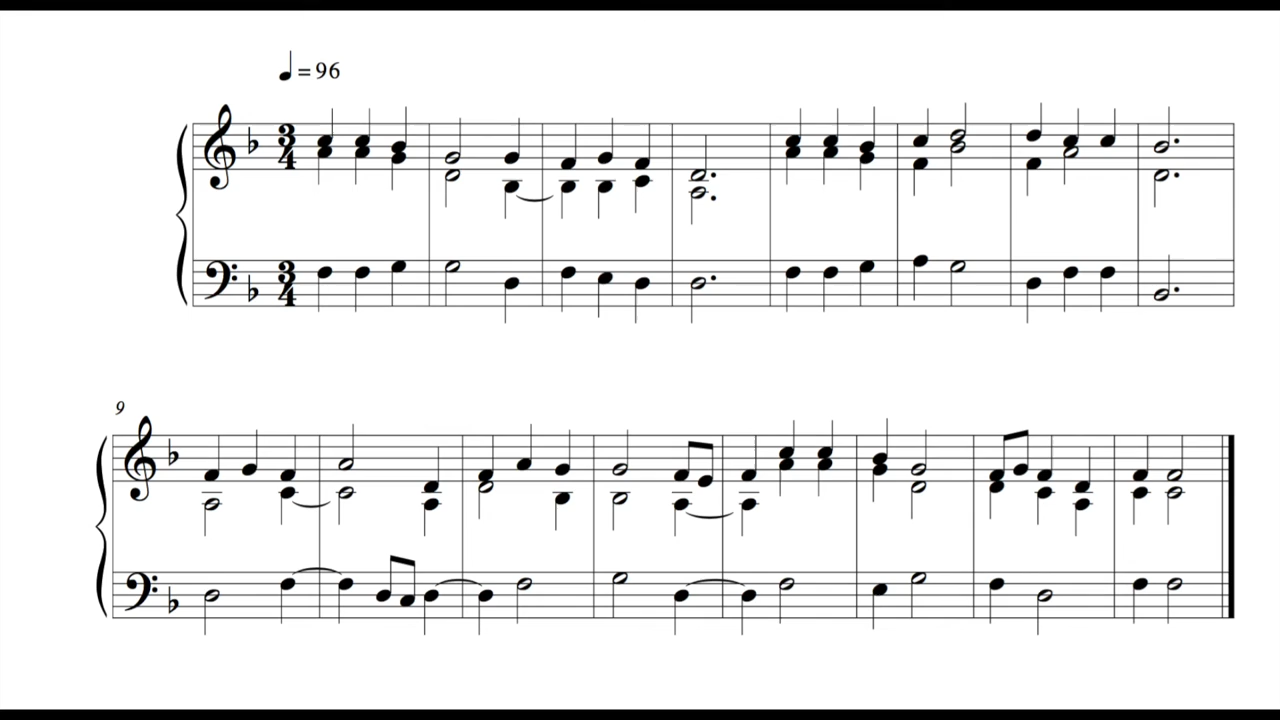 ♩ = 96
3/4
3/4
9